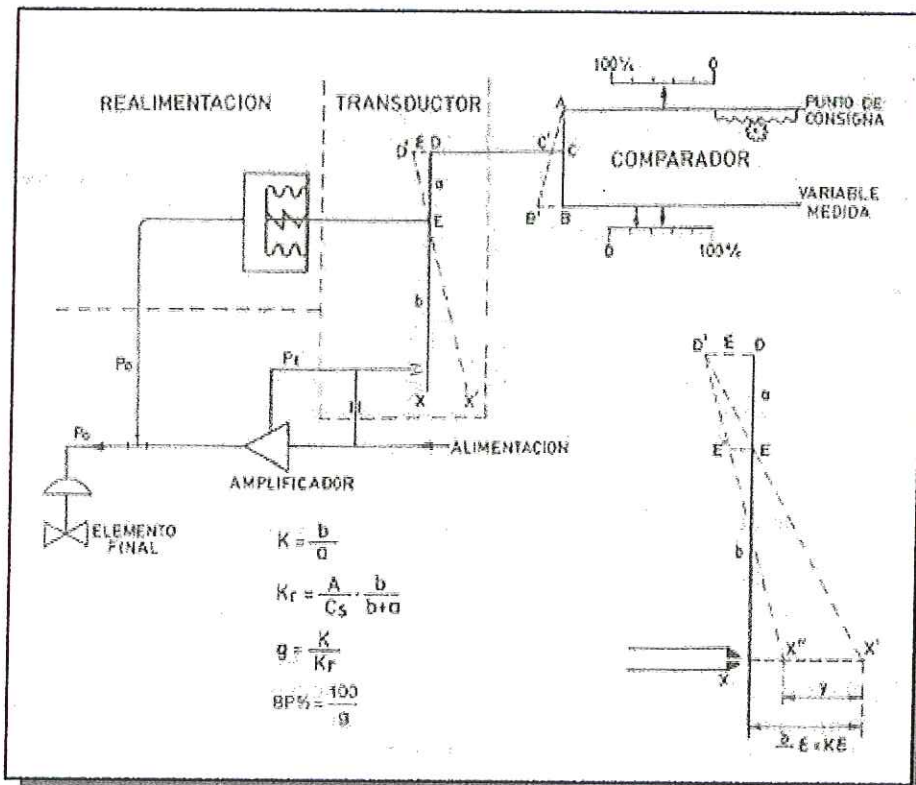 100% 0
REALIMENTACION TRANSDUCTOR
A PUNTO DE
CONSIGNA
D' E D C' C
COMPARADOR
a
VARIABLE
MEDIDA
B' B
E
0 100%
b
D' E D
Po
a
X X'
E' E
Po
ALIMENTACION
AMPLIFICADOR
b
ELEMENTO
FINAL
K = b/a
Kr = A/Cs · b/b+a
X X" X'
g = K/Kr
y
BP% = 100/g